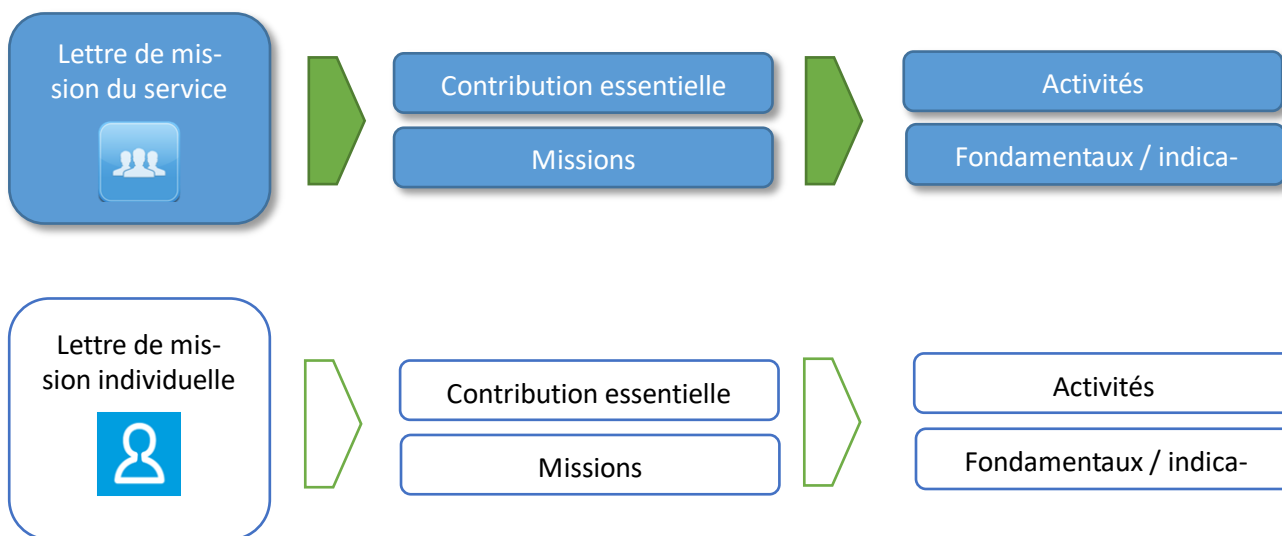 Lettre de mis-
sion du service
Contribution essentielle
Missions
Activités
Fondamentaux / indica-
Lettre de mis-
sion individuelle
Contribution essentielle
Missions
Activités
Fondamentaux / indica-